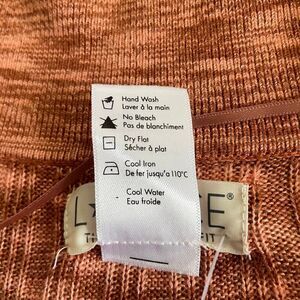 Hand Wash
Laver à la main
No Bleach
Pas de blanchiment
Dry Flat
Sécher à plat
Cool Iron
De fer jusqu'a 110°C
Cool Water
Eau froide